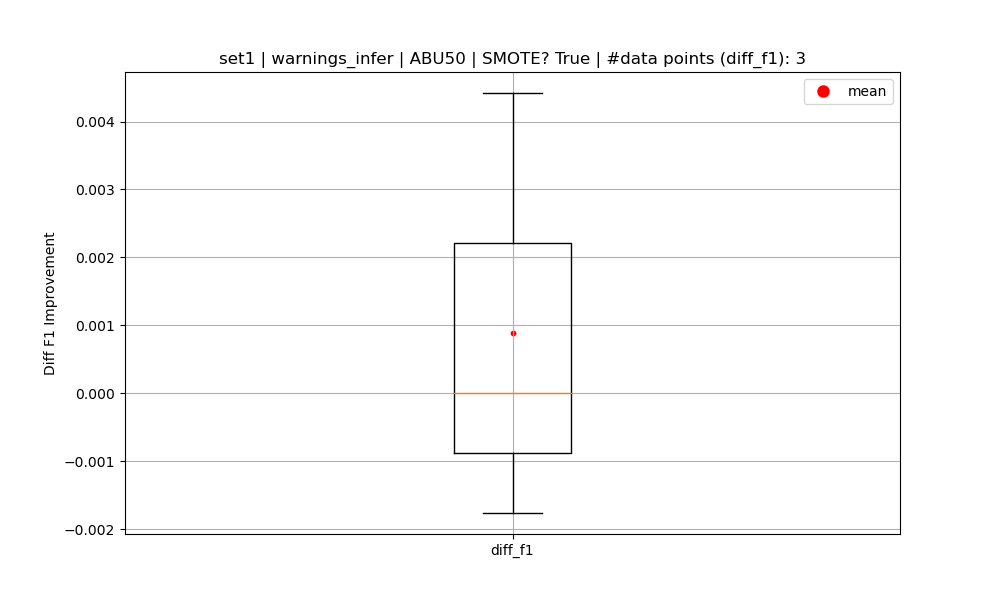 set1 | warnings_infer | ABU50 | SMOTE? True | #data points (diff_f1): 3
mean
0.004
0.003
0.002
0.001
0.000
−0.001
−0.002
Diff F1 Improvement
diff_f1